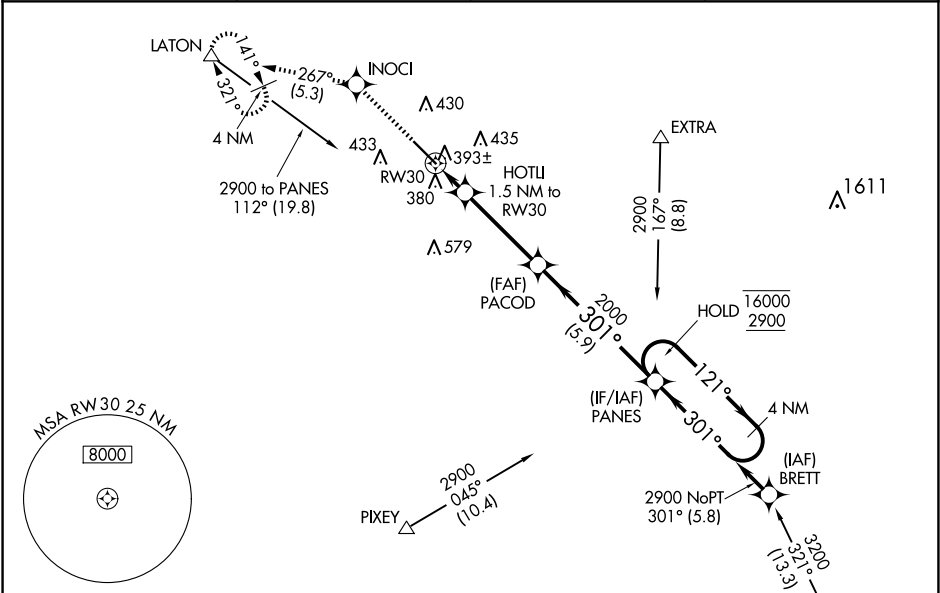 LATON
141°
321°
267°
(5.3)
INOCI
4 NM
2900 to PANES
112° (19.8)
430
433
435
393±
RW30
380
HOTLI
1.5 NM to
RW30
579
EXTRA
2900
167°
(8.8)
1611
(FAF)
PACOD
2000
301°
(5.9)
HOLD
16000
2900
(IF/IAF)
PANES
121°
301°
4 NM
(IAF)
BRETT
2900 NoPT
301° (5.8)
3200
321°
(13.3)
PIXEY
2900
045°
(10.4)
MSA RW30 25 NM
8000